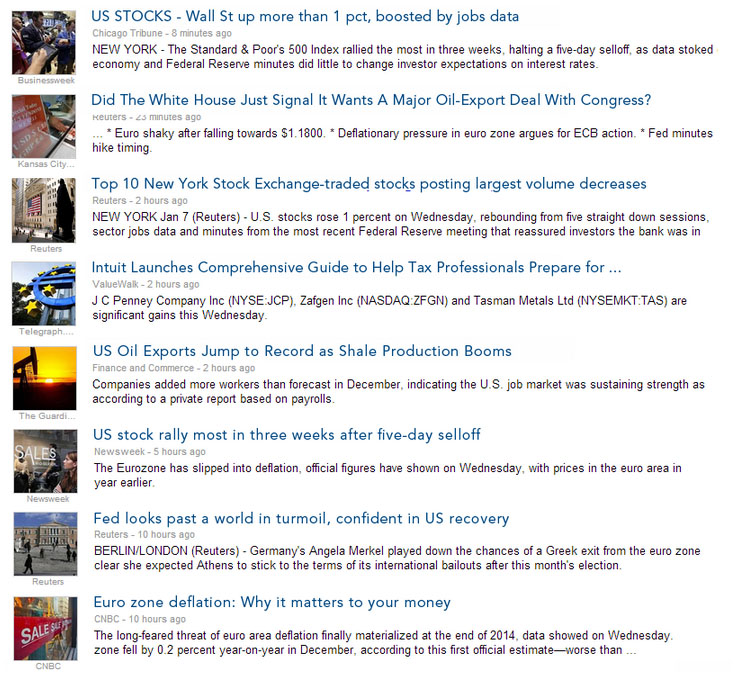 US STOCKS - Wall St up more than 1 pct, boosted by jobs data
Chicago Tribune - 8 minutes ago
NEW YORK - The Standard & Poor's 500 Index rallied the most in three weeks, halting a five-day selloff, as data stoked
economy and Federal Reserve minutes did little to change investor expectations on interest rates.
Businessweek
Did The White House Just Signal It Wants A Major Oil-Export Deal With Congress?
Reuters - 23 minutes ago
... * Euro shaky after falling towards $1.1800. * Deflationary pressure in euro zone argues for ECB action. * Fed minutes
hike timing.
Kansas City...
Top 10 New York Stock Exchange-traded stocks posting largest volume decreases
Reuters - 2 hours ago
NEW YORK Jan 7 (Reuters) - U.S. stocks rose 1 percent on Wednesday, rebounding from five straight down sessions,
sector jobs data and minutes from the most recent Federal Reserve meeting that reassured investors the bank was in
Reuters
Intuit Launches Comprehensive Guide to Help Tax Professionals Prepare for ...
ValueWalk - 2 hours ago
J C Penney Company Inc (NYSE:JCP), Zafgen Inc (NASDAQ:ZFGN) and Tasman Metals Ltd (NYSEMKT:TAS) are
significant gains this Wednesday.
Telegraph....
US Oil Exports Jump to Record as Shale Production Booms
Finance and Commerce - 2 hours ago
Companies added more workers than forecast in December, indicating the U.S. job market was sustaining strength as
according to a private report based on payrolls.
The Guardi...
US stock rally most in three weeks after five-day selloff
Newsweek - 5 hours ago
SALES
The Eurozone has slipped into deflation, official figures have shown on Wednesday, with prices in the euro area in
year earlier.
Newsweek
Fed looks past a world in turmoil, confident in US recovery
Reuters - 10 hours ago
BERLIN/LONDON (Reuters) - Germany's Angela Merkel played down the chances of a Greek exit from the euro zone
clear she expected Athens to stick to the terms of its international bailouts after this month's election.
Reuters
Euro zone deflation: Why it matters to your money
CNBC - 10 hours ago
SALE SALE
The long-feared threat of euro area deflation finally materialized at the end of 2014, data showed on Wednesday.
zone fell by 0.2 percent year-on-year in December, according to this first official estimate—worse than ...
CNBC